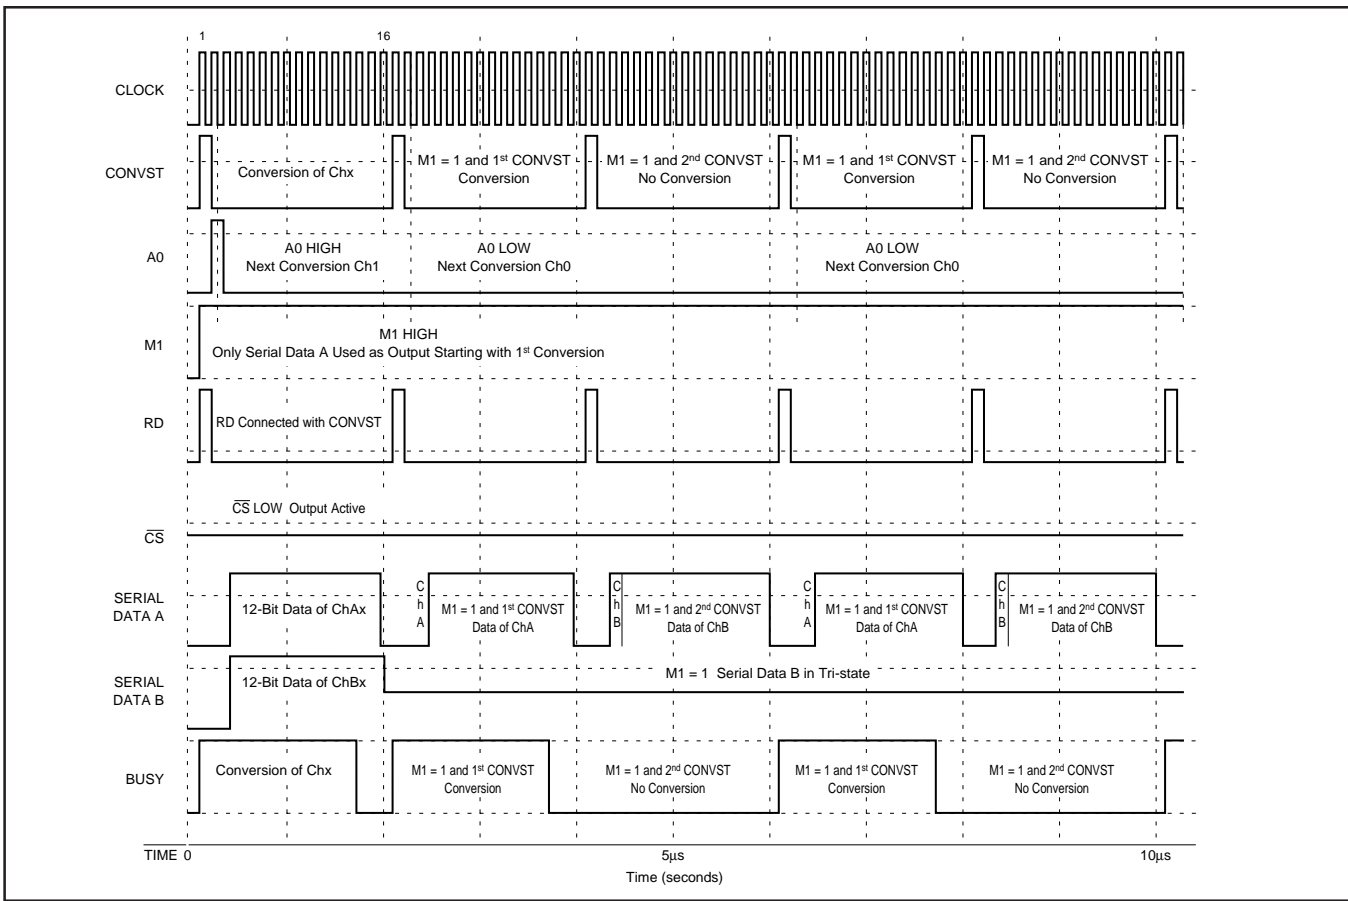 1 16
CLOCK
CONVST
Conversion of Chx
M1 = 1 and 1st CONVST
Conversion
M1 = 1 and 2nd CONVST
No Conversion
M1 = 1 and 1st CONVST
Conversion
M1 = 1 and 2nd CONVST
No Conversion
A0
A0 HIGH
Next Conversion Ch1
A0 LOW
Next Conversion Ch0
A0 LOW
Next Conversion Ch0
M1
M1 HIGH
Only Serial Data A Used as Output Starting with 1st Conversion
RD
RD Connected with CONVST
CS LOW Output Active
CS
SERIAL
DATA A
12-Bit Data of ChAx
ChA
M1 = 1 and 1st CONVST
Data of ChA
ChB
M1 = 1 and 2nd CONVST
Data of ChB
ChA
M1 = 1 and 1st CONVST
Data of ChA
ChB
M1 = 1 and 2nd CONVST
Data of ChB
SERIAL
DATA B
12-Bit Data of ChBx
M1 = 1 Serial Data B in Tri-state
BUSY
Conversion of Chx
M1 = 1 and 1st CONVST
Conversion
M1 = 1 and 2nd CONVST
No Conversion
M1 = 1 and 1st CONVST
Conversion
M1 = 1 and 2nd CONVST
No Conversion
TIME 0 5µs 10µs
Time (seconds)